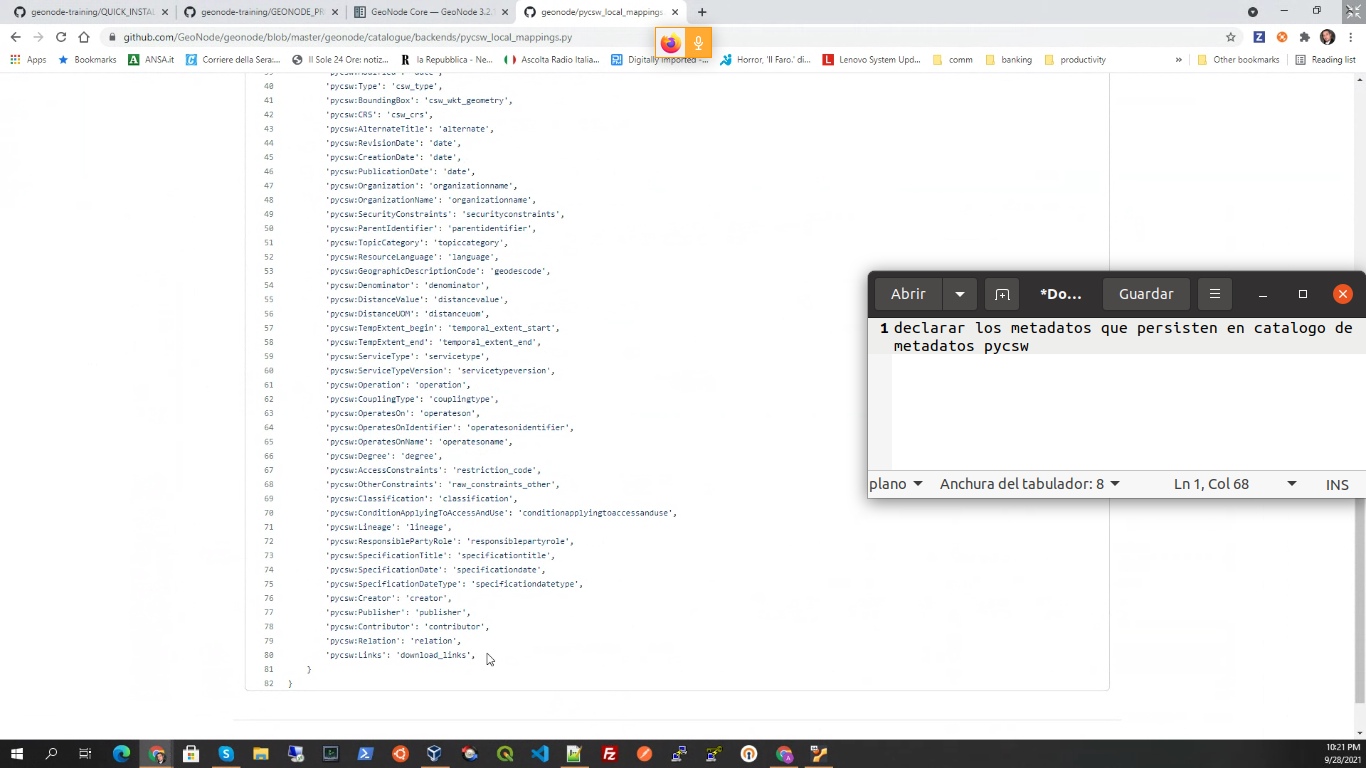 geonode-training/QUICK_INSTAL
geonode-training/GEONODE_PR
GeoNode Core — GeoNode 3.2.
geonode/pycsw_local_mappings.
github.com/GeoNode/geonode/blob/master/geonode/catalogue/backends/pycsw_local_mappings.py
Apps
Bookmarks
ANSA.it
Corriere della Sera:...
Il Sole 24 Ore: notiz...
la Repubblica - Ne...
Ascolta Radio Italia...
Digitally Imported -...
Horror, 'Il Faro.' di...
Lenovo System Upd...
comm
banking
productivity
»
Other bookmarks
Reading list
40 'pycsw:Type': 'csw_type',
41 'pycsw:BoundingBox': 'csw_wkt_geometry',
42 'pycsw:CRS': 'csw_crs',
43 'pycsw:AlternateTitle': 'alternate',
44 'pycsw:RevisionDate': 'date',
45 'pycsw:CreationDate': 'date',
46 'pycsw:PublicationDate': 'date',
47 'pycsw:Organization': 'organizationname',
48 'pycsw:OrganizationName': 'organizationname',
49 'pycsw:SecurityConstraints': 'securityconstraints',
50 'pycsw:ParentIdentifier': 'parentidentifier',
51 'pycsw:TopicCategory': 'topiccategory',
52 'pycsw:ResourceLanguage': 'language',
53 'pycsw:GeographicDescriptionCode': 'geodescode',
54 'pycsw:Denominator': 'denominator',
55 'pycsw:DistanceValue': 'distancevalue',
56 'pycsw:DistanceUOM': 'distanceuom',
57 'pycsw:TempExtent_begin': 'temporal_extent_start',
58 'pycsw:TempExtent_end': 'temporal_extent_end',
59 'pycsw:ServiceType': 'servicetype',
60 'pycsw:ServiceTypeVersion': 'servicetypeversion',
61 'pycsw:Operation': 'operation',
62 'pycsw:CouplingType': 'couplingtype',
63 'pycsw:OperatesOn': 'operateson',
64 'pycsw:OperatesOnIdentifier': 'operatesonidentifier',
65 'pycsw:OperatesOnName': 'operatesoname',
66 'pycsw:Degree': 'degree',
67 'pycsw:AccessConstraints': 'restriction_code',
68 'pycsw:OtherConstraints': 'raw_constraints_other',
69 'pycsw:Classification': 'classification',
70 'pycsw:ConditionApplyingToAccessAndUse': 'conditionapplyingtoaccessanduse',
71 'pycsw:Lineage': 'lineage',
72 'pycsw:ResponsiblePartyRole': 'responsiblepartyrole',
73 'pycsw:SpecificationTitle': 'specificationtitle',
74 'pycsw:SpecificationDate': 'specificationdate',
75 'pycsw:SpecificationDateType': 'specificationdatetype',
76 'pycsw:Creator': 'creator',
77 'pycsw:Publisher': 'publisher',
78 'pycsw:Contributor': 'contributor',
79 'pycsw:Relation': 'relation',
80 'pycsw:Links': 'download_links',
81 }
82 }
Abrir
*Do...
Guardar
1 declarar los metadatos que persisten en catalogo de
metadatos pycsw
plano
Anchura del tabulador: 8
Ln 1, Col 68
INS
10:21 PM
9/28/2021